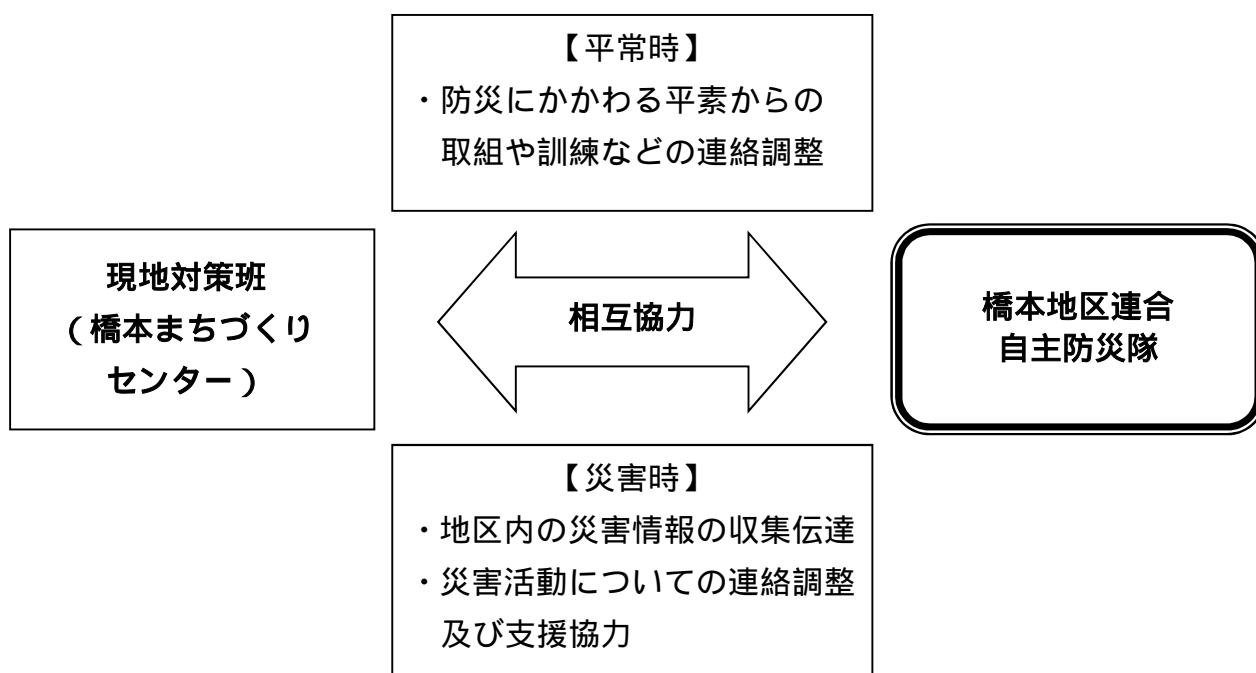 【平常時】
・防災にかかわる平素からの
取組や訓練などの連絡調整
現地対策班
（橋本まちづくり
センター）
相互協力
橋本地区連合
自主防災隊
【災害時】
・地区内の災害情報の収集伝達
・災害活動についての連絡調整
及び支援協力